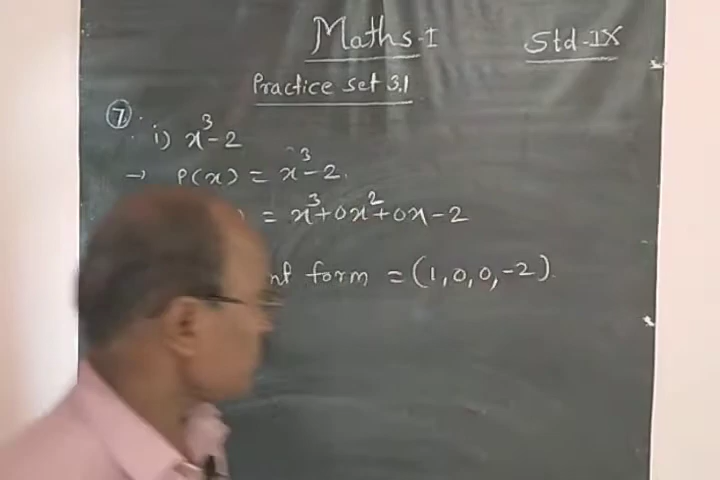 Maths-I
Std-IX
Practice set 3.1
7.
i) x³-2
→ P(x) = x³-2.
) = x³+0x²+0x-2
nt form = (1,0,0,-2)